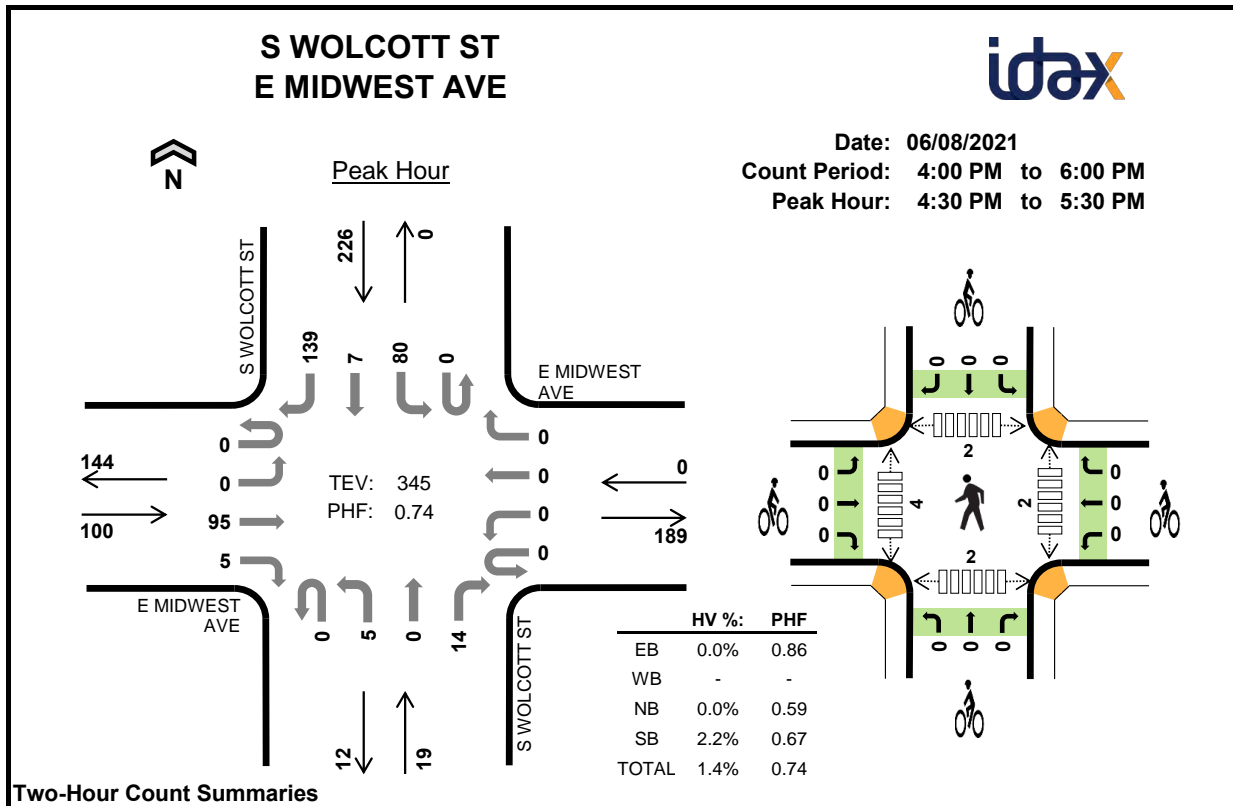 S WOLCOTT ST
E MIDWEST AVE
idax
Date: 06/08/2021
Count Period: 4:00 PM to 6:00 PM
Peak Hour: 4:30 PM to 5:30 PM
N
Peak Hour
S WOLCOTT ST
226
0
139
7
80
0
E MIDWEST
AVE
0
0
95
5
144
100
TEV: 345
PHF: 0.74
0
0
0
0
0
189
E MIDWEST
AVE
0
5
0
14
S WOLCOTT ST
12
19
HV %: PHF
EB 0.0% 0.86
WB - -
NB 0.0% 0.59
SB 2.2% 0.67
TOTAL 1.4% 0.74
0 0 0
2
0
0
0
4
2
0
0
0
2
0 0 0
Two-Hour Count Summaries